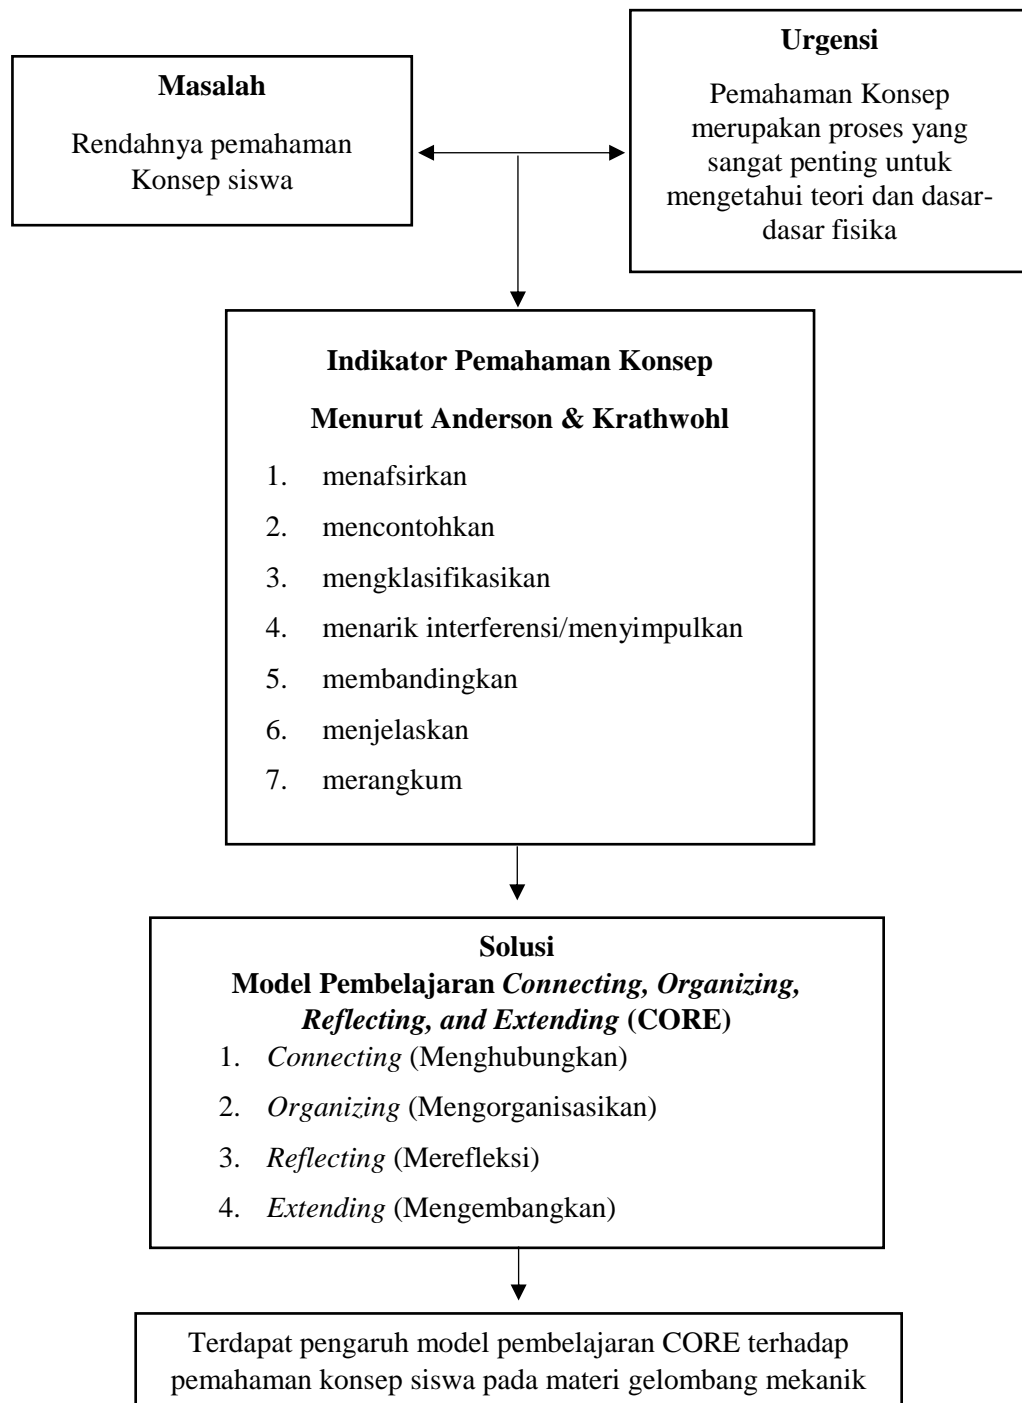 Masalah
Rendahnya pemahaman
Konsep siswa
Urgensi
Pemahaman Konsep
merupakan proses yang
sangat penting untuk
mengetahui teori dan dasar-
dasar fisika
Indikator Pemahaman Konsep
Menurut Anderson & Krathwohl
1. menafsirkan
2. mencontohkan
3. mengklasifikasikan
4. menarik interferensi/menyimpulkan
5. membandingkan
6. menjelaskan
7. merangkum
Solusi
Model Pembelajaran Connecting, Organizing,
Reflecting, and Extending (CORE)
1. Connecting (Menghubungkan)
2. Organizing (Mengorganisasikan)
3. Reflecting (Merefleksi)
4. Extending (Mengembangkan)
Terdapat pengaruh model pembelajaran CORE terhadap
pemahaman konsep siswa pada materi gelombang mekanik